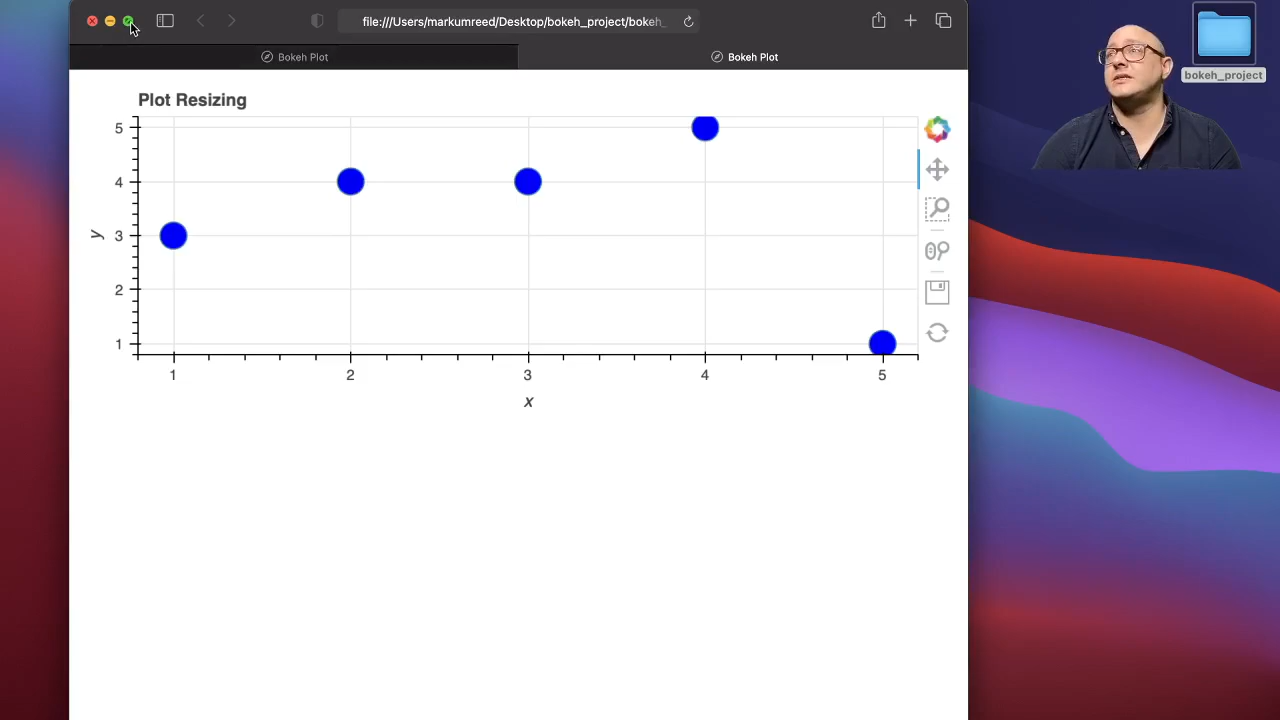 file:///Users/markumreed/Desktop/bokeh_project/bokeh_
Bokeh Plot
Bokeh Plot
bokeh_project
Plot Resizing
5
4
3
2
1
y
1 2 3 4 5
x